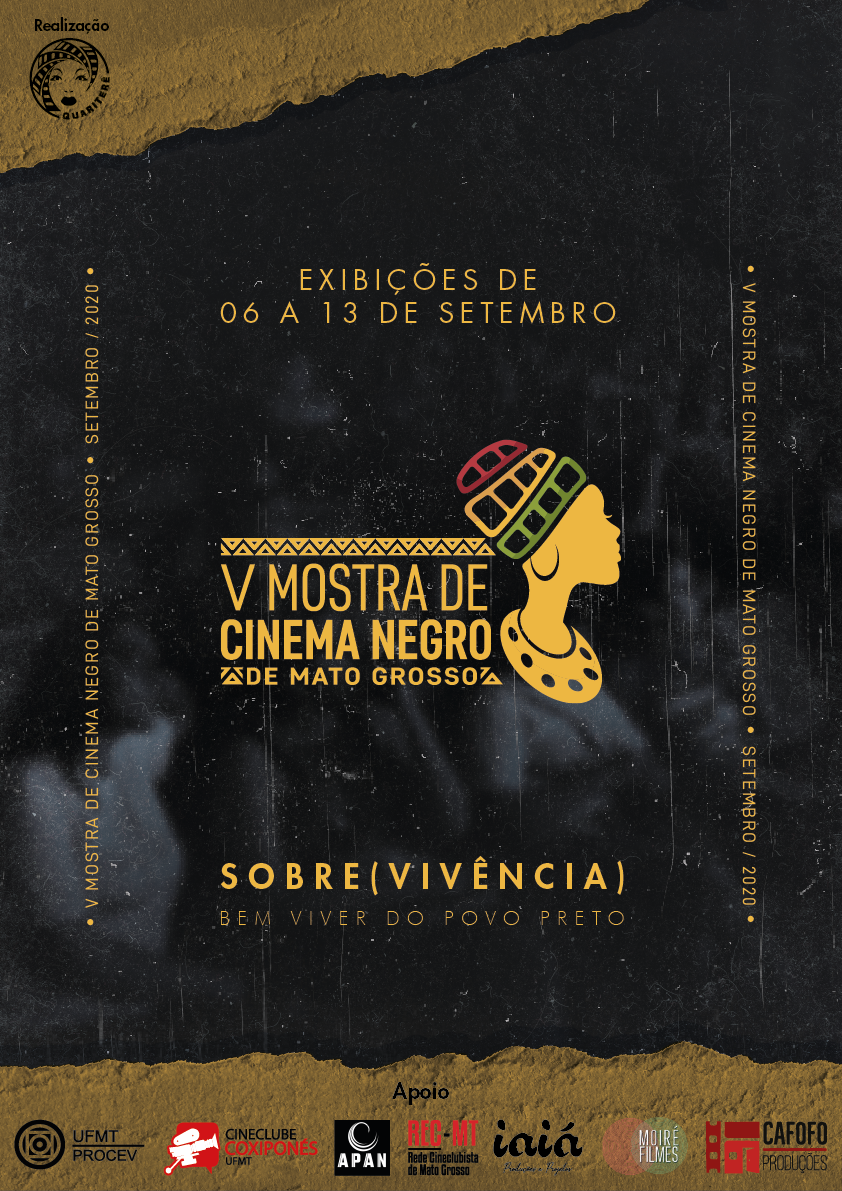 Realização
QUARITERÊ
EXIBIÇÕES DE
06 A 13 DE SETEMBRO
• V MOSTRA DE CINEMA NEGRO DE MATO GROSSO • SETEMBRO / 2020 •
• V MOSTRA DE CINEMA NEGRO DE MATO GROSSO • SETEMBRO / 2020 •
V MOSTRA DE
CINEMA NEGRO
DE MATO GROSSO
SOBRE(VIVÊNCIA)
BEM VIVER DO POVO PRETO
Apoio
UFMT
PROCEV
CINECLUBE
COXIPONÉS
UFMT
APAN
REC-MT
Rede Cineclubista
de Mato Grosso
iaiá
Produções e Projetos
MOIRÉ
FILMES
CAFOFO
PRODUÇÕES